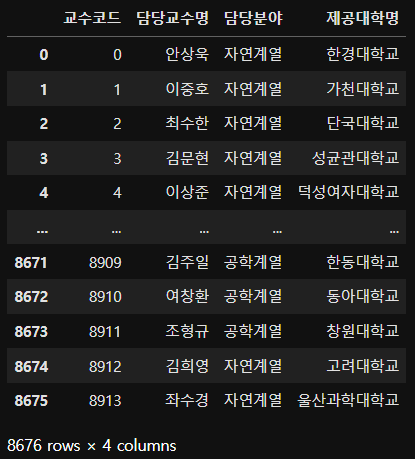 교수코드 담당교수명 담당분야 제공대학명
0 0 안상욱 자연계열 한경대학교
1 1 이중호 자연계열 가천대학교
2 2 최수한 자연계열 단국대학교
3 3 김문현 자연계열 성균관대학교
4 4 이상준 자연계열 덕성여자대학교
... ... ... ... ...
8671 8909 김주일 공학계열 한동대학교
8672 8910 여창환 공학계열 동아대학교
8673 8911 조형규 공학계열 창원대학교
8674 8912 김희영 자연계열 고려대학교
8675 8913 좌수경 자연계열 울산과학대학교
8676 rows × 4 columns